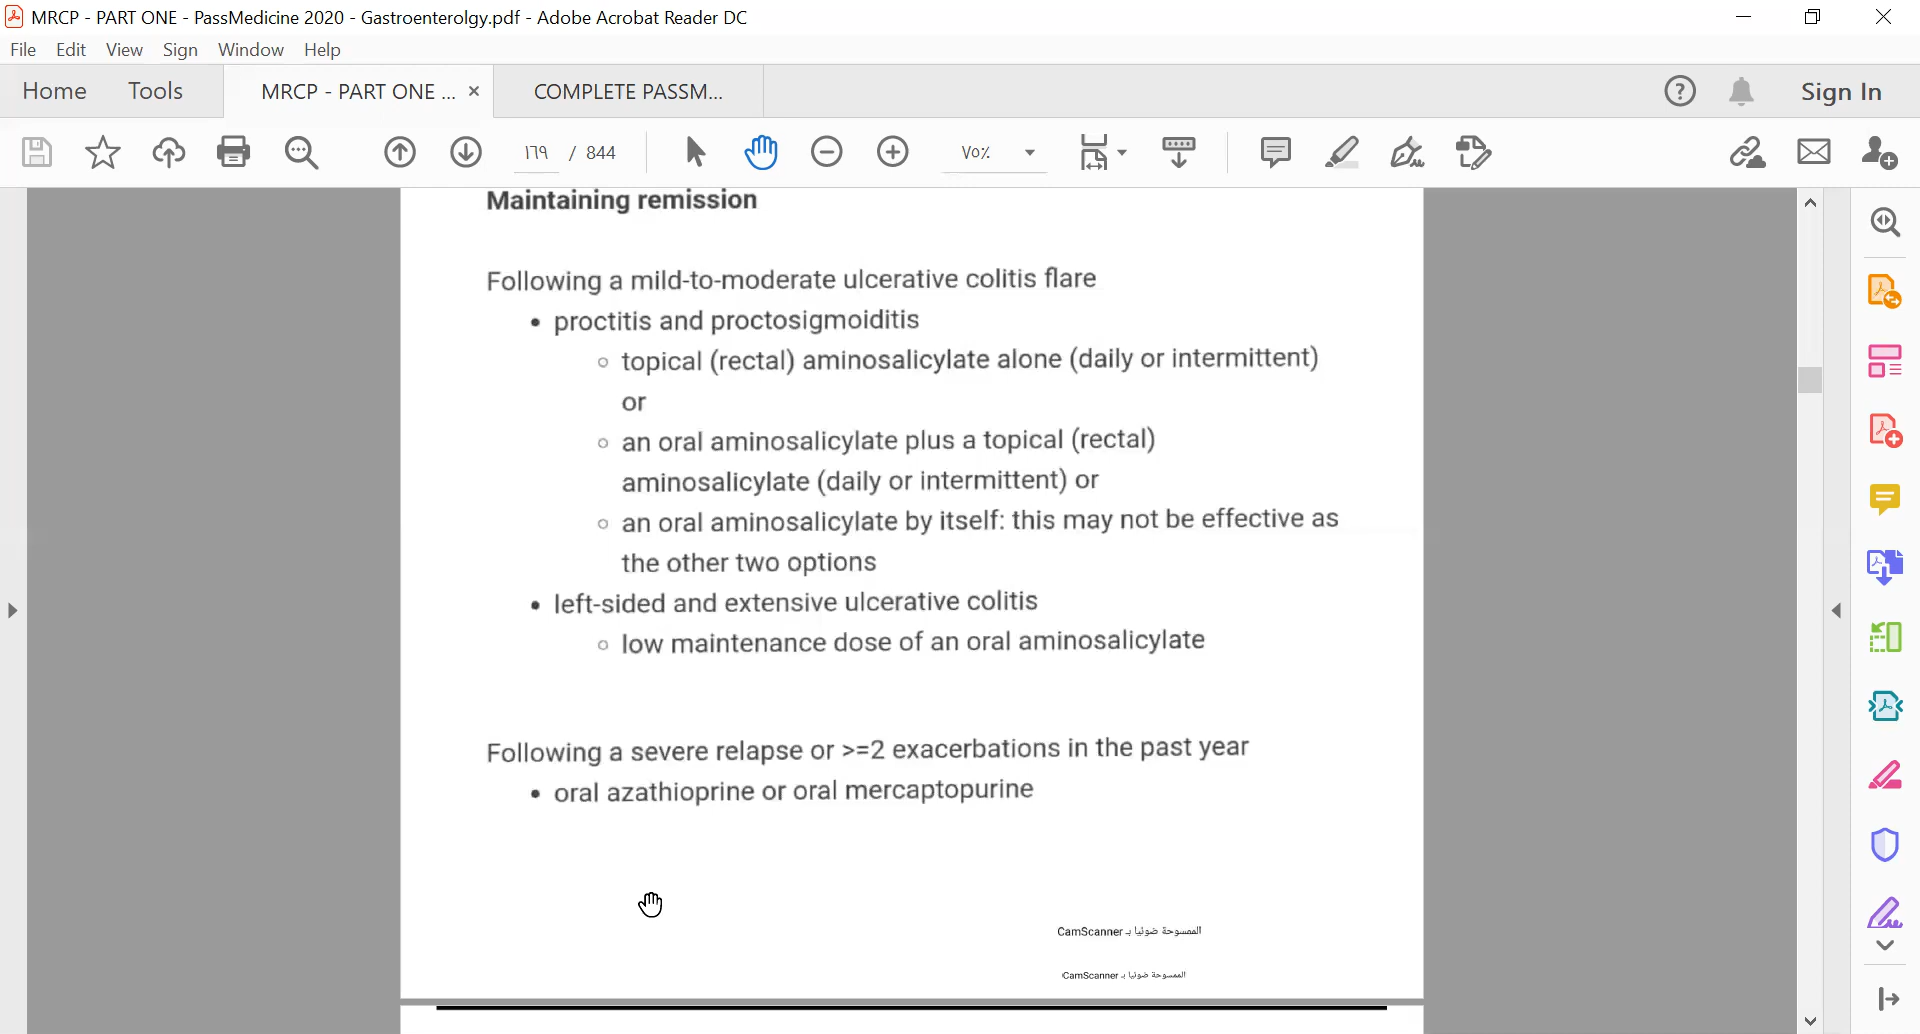 MRCP - PART ONE - PassMedicine 2020 - Gastroenterolgy.pdf - Adobe Acrobat Reader DC
File Edit View Sign Window Help
Home Tools MRCP - PART ONE ... × COMPLETE PASSM... Sign In
١٦٩ / 844 ٧٥٪
Maintaining remission
Following a mild-to-moderate ulcerative colitis flare
• proctitis and proctosigmoiditis
○ topical (rectal) aminosalicylate alone (daily or intermittent)
or
○ an oral aminosalicylate plus a topical (rectal)
aminosalicylate (daily or intermittent) or
○ an oral aminosalicylate by itself: this may not be effective as
the other two options
• left-sided and extensive ulcerative colitis
○ low maintenance dose of an oral aminosalicylate
Following a severe relapse or >=2 exacerbations in the past year
• oral azathioprine or oral mercaptopurine
الممسوحة ضوئيا بـ CamScanner
الممسوحة ضوئيا بـ CamScanner